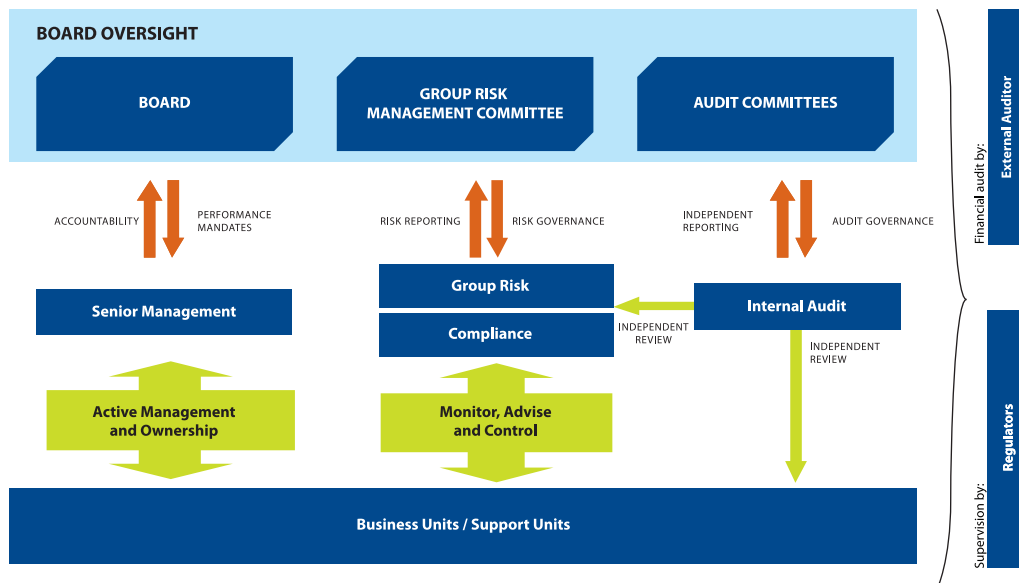 BOARD OVERSIGHT
BOARD
GROUP RISK
MANAGEMENT COMMITTEE
AUDIT COMMITTEES
ACCOUNTABILITY
PERFORMANCE
MANDATES
RISK REPORTING
RISK GOVERNANCE
INDEPENDENT
REPORTING
AUDIT GOVERNANCE
Senior Management
Group Risk
Compliance
INDEPENDENT
REVIEW
Internal Audit
INDEPENDENT
REVIEW
Active Management
and Ownership
Monitor, Advise
and Control
Business Units / Support Units
Financial audit by:
External Auditor
Supervision by:
Regulators